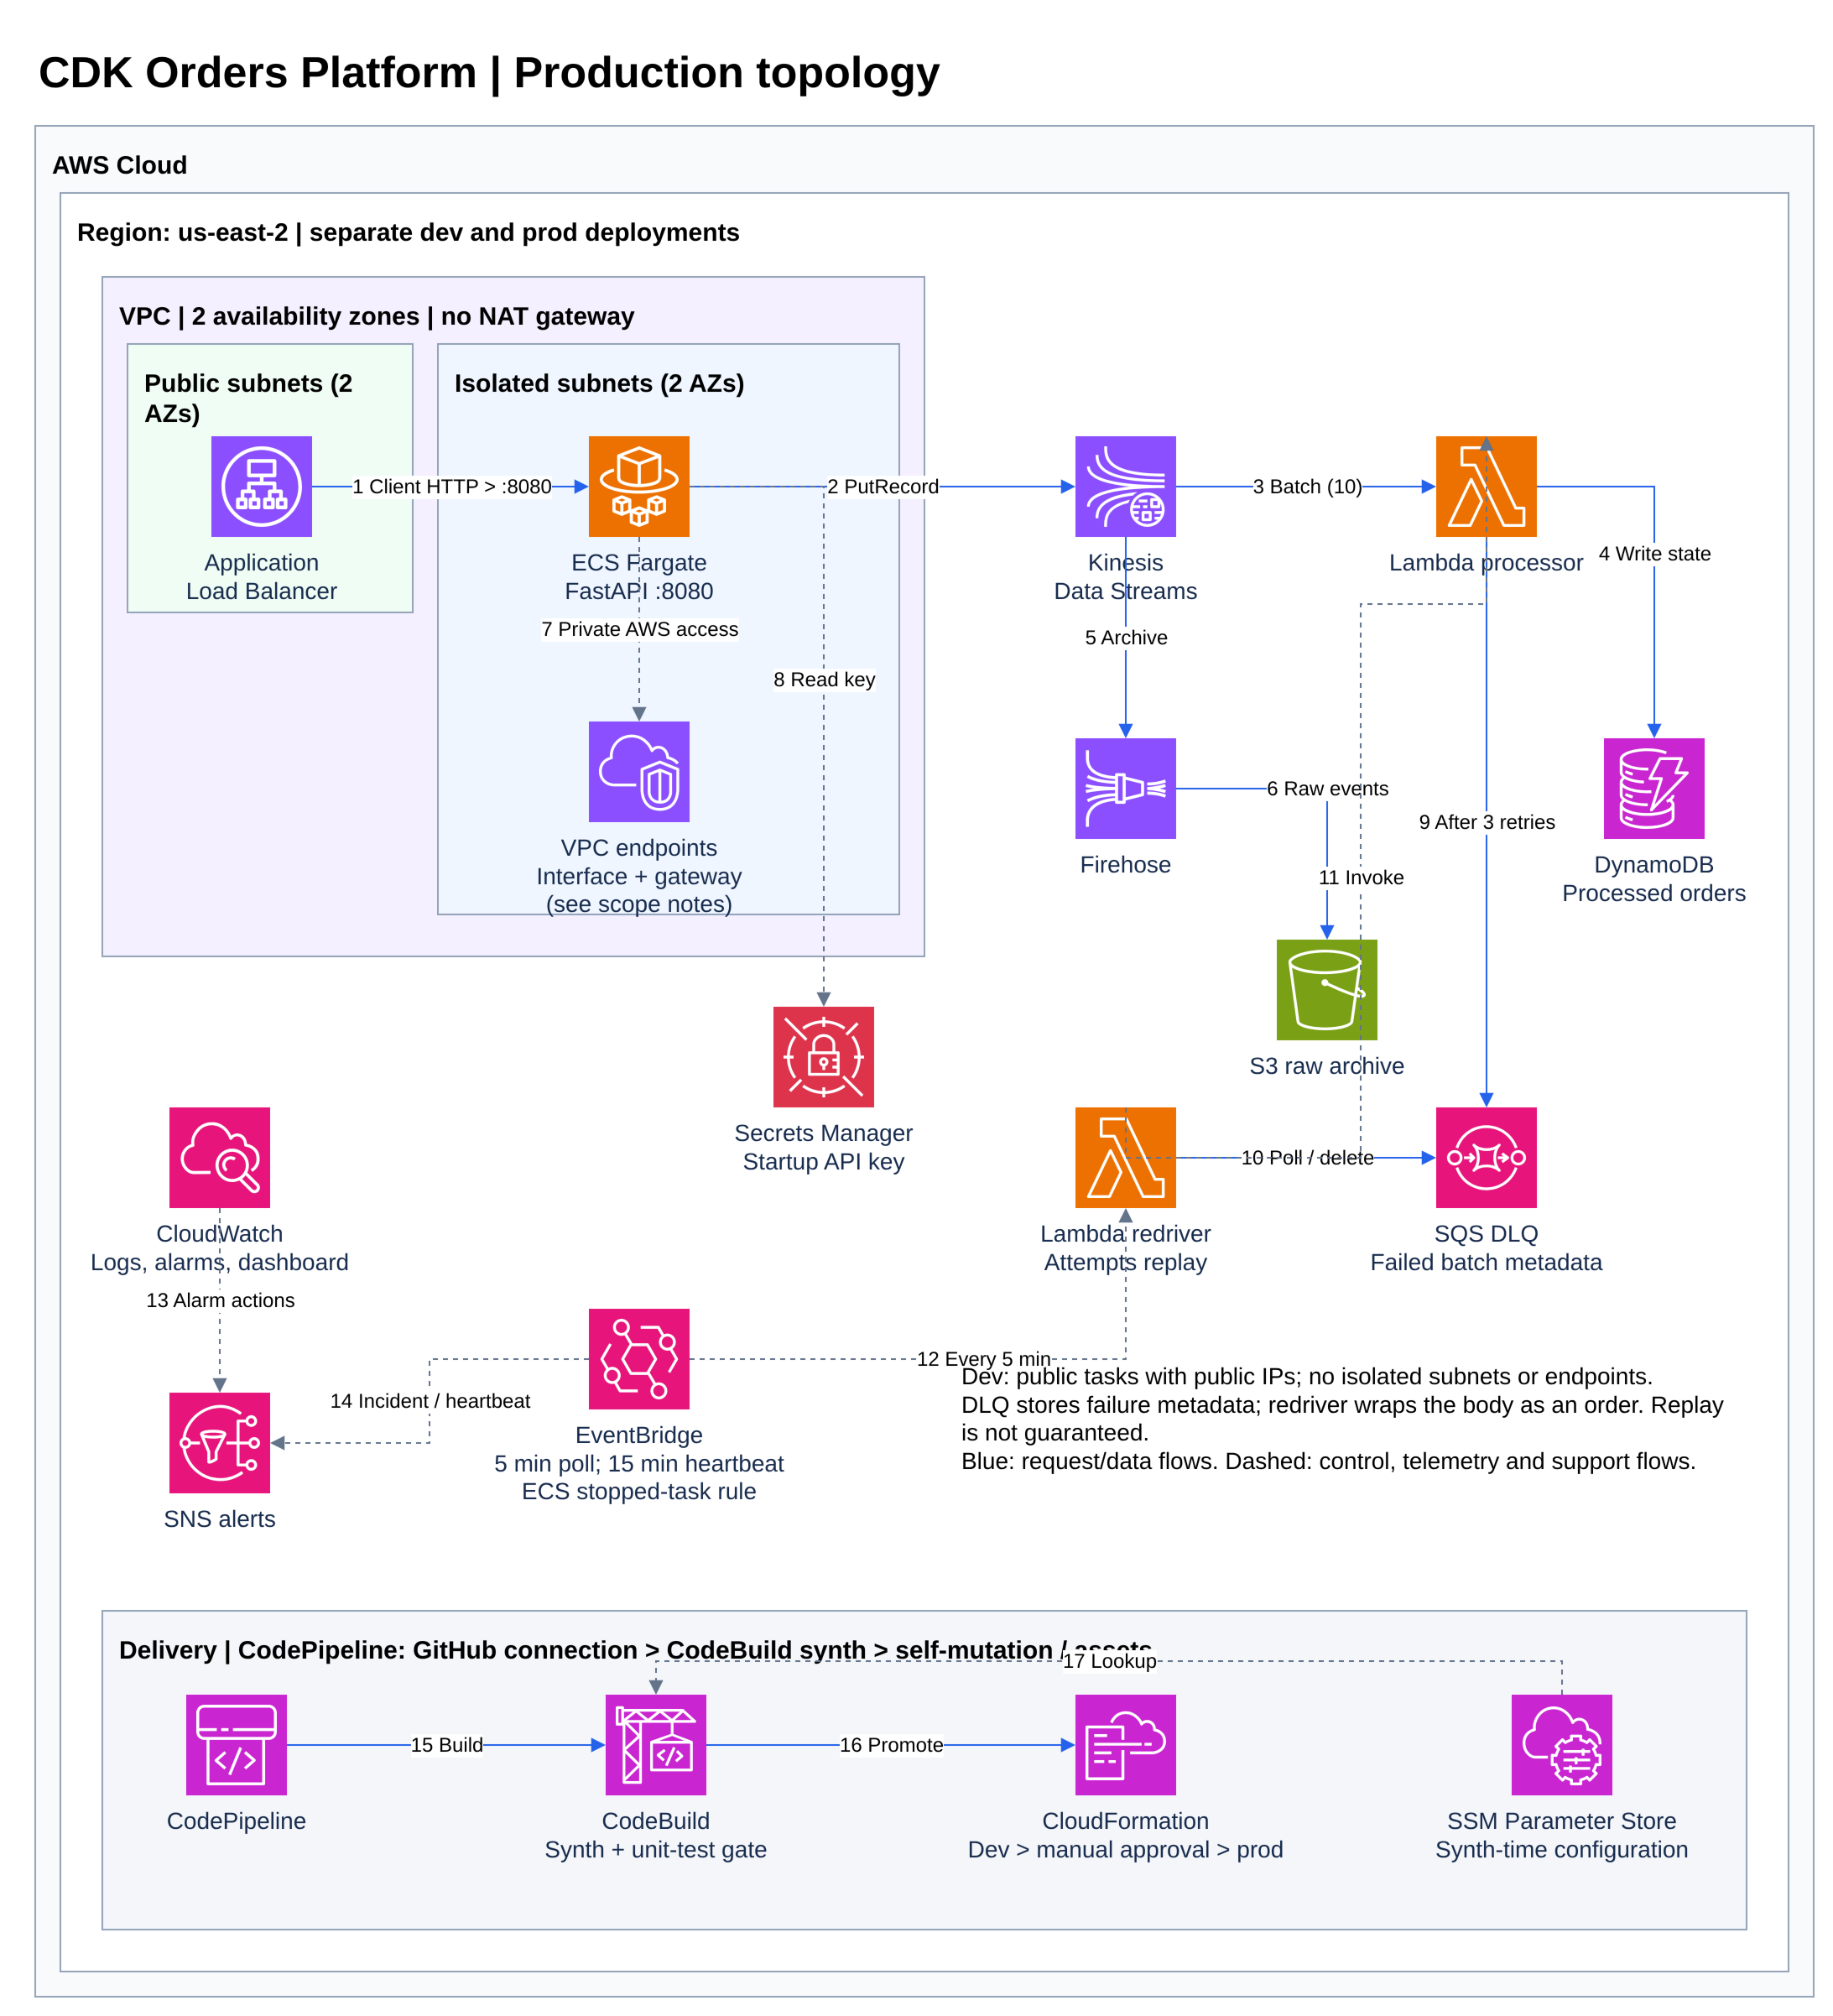 CDK Orders Platform | Production topology
AWS Cloud
Region: us-east-2 | separate dev and prod deployments
VPC | 2 availability zones | no NAT gateway
Public subnets (2
AZs)
Isolated subnets (2 AZs)
1 Client HTTP > :8080
2 PutRecord
3 Batch (10)
Application
Load Balancer
ECS Fargate
FastAPI :8080
Kinesis
Data Streams
Lambda processor
4 Write state
7 Private AWS access
5 Archive
8 Read key
6 Raw events
9 After 3 retries
VPC endpoints
Interface + gateway
(see scope notes)
Firehose
11 Invoke
DynamoDB
Processed orders
S3 raw archive
Secrets Manager
Startup API key
10 Poll / delete
CloudWatch
Logs, alarms, dashboard
Lambda redriver
Attempts replay
SQS DLQ
Failed batch metadata
13 Alarm actions
12 Every 5 min
14 Incident / heartbeat
Dev: public tasks with public IPs; no isolated subnets or endpoints.
DLQ stores failure metadata; redriver wraps the body as an order. Replay
is not guaranteed.
Blue: request/data flows. Dashed: control, telemetry and support flows.
EventBridge
5 min poll; 15 min heartbeat
ECS stopped-task rule
SNS alerts
Delivery | CodePipeline: GitHub connection > CodeBuild synth > self-mutation / assets
17 Lookup
15 Build
16 Promote
CodePipeline
CodeBuild
Synth + unit-test gate
CloudFormation
Dev > manual approval > prod
SSM Parameter Store
Synth-time configuration